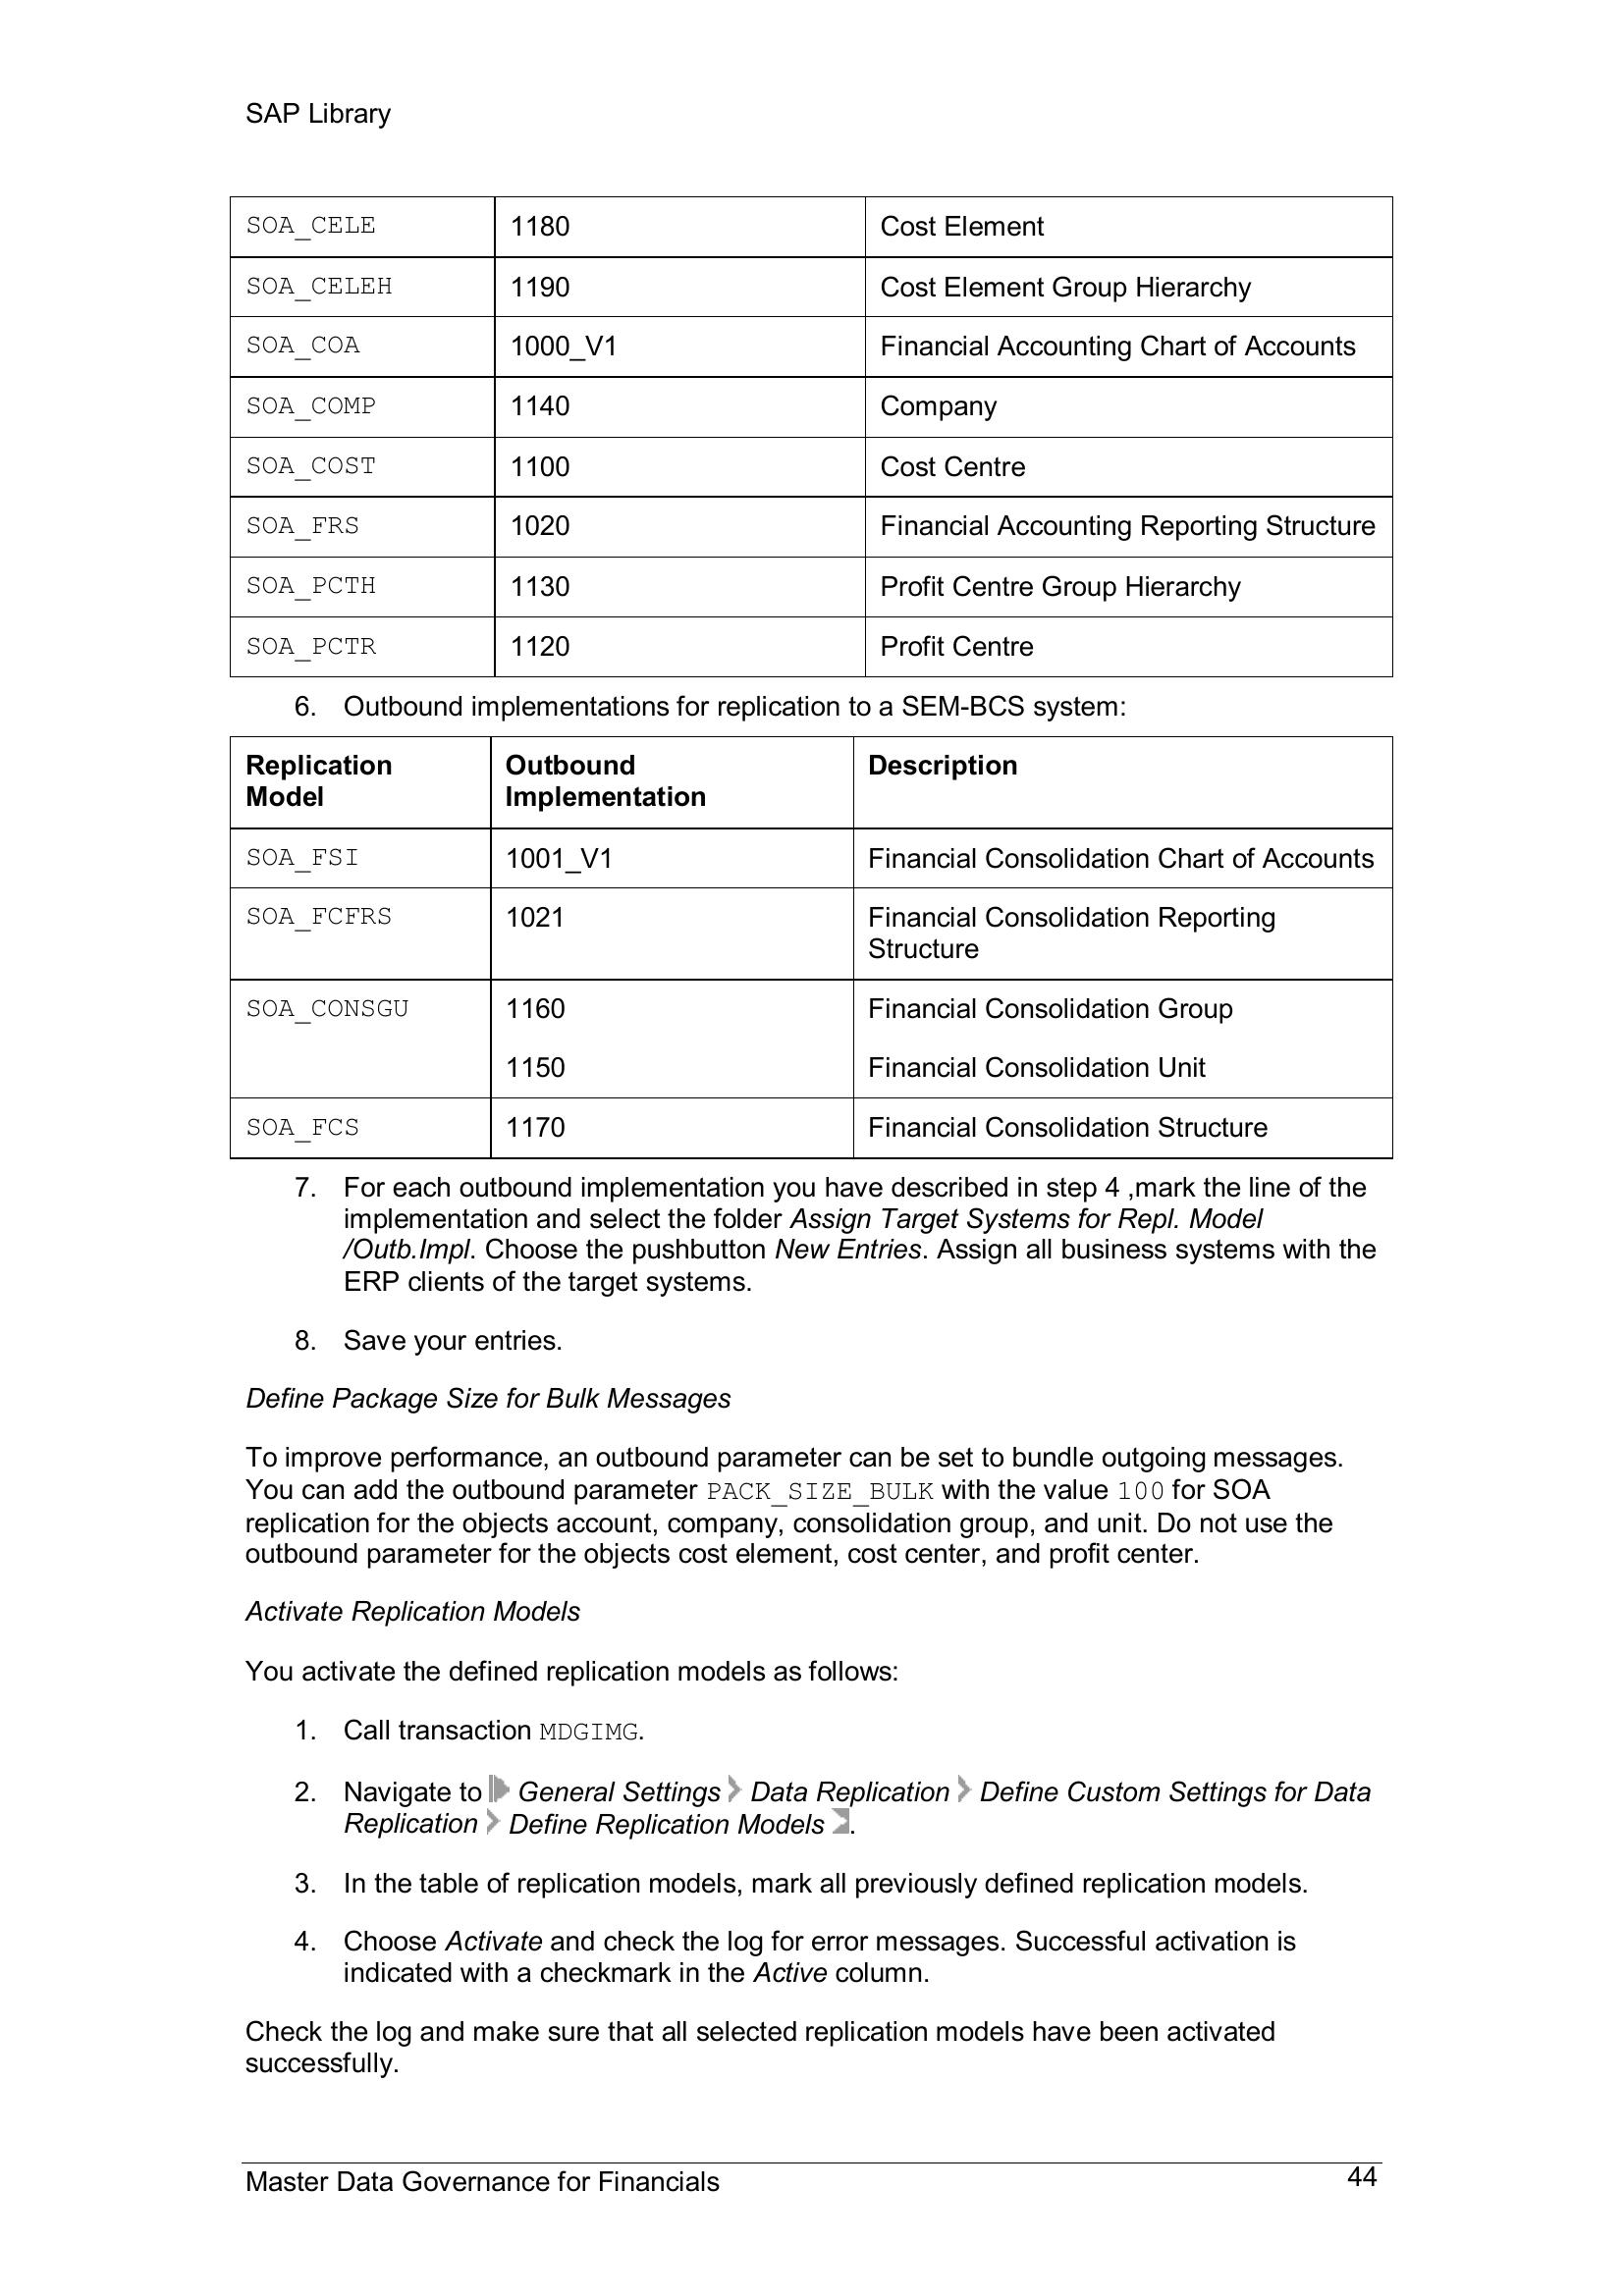 SAP Library
SOA_CELE 1180 Cost Element
SOA_CELEH 1190 Cost Element Group Hierarchy
SOA_COA 1000_V1 Financial Accounting Chart of Accounts
SOA_COMP 1140 Company
SOA_COST 1100 Cost Centre
SOA_FRS 1020 Financial Accounting Reporting Structure
SOA_PCTH 1130 Profit Centre Group Hierarchy
SOA_PCTR 1120 Profit Centre
6. Outbound implementations for replication to a SEM-BCS system:
Replication Outbound Description
Model Implementation
SOA_FSI 1001_V1 Financial Consolidation Chart of Accounts
SOA_FCFRS 1021 Financial Consolidation Reporting
Structure
SOA_CONSGU 1160 Financial Consolidation Group
1150 Financial Consolidation Unit
SOA_FCS 1170 Financial Consolidation Structure
7. For each outbound implementation you have described in step 4 ,mark the line of the
implementation and select the folder Assign Target Systems for Repl. Model
/Outb.Impl. Choose the pushbutton New Entries. Assign all business systems with the
ERP clients of the target systems.
8. Save your entries.
Define Package Size for Bulk Messages
To improve performance, an outbound parameter can be set to bundle outgoing messages.
You can add the outbound parameter PACK_SIZE_BULK with the value 100 for SOA
replication for the objects account, company, consolidation group, and unit. Do not use the
outbound parameter for the objects cost element, cost center, and profit center.
Activate Replication Models
You activate the defined replication models as follows:
1. Call transaction MDGIMG.
2. Navigate to General Settings Data Replication Define Custom Settings for Data
Replication Define Replication Models .
3. In the table of replication models, mark all previously defined replication models.
4. Choose Activate and check the log for error messages. Successful activation is
indicated with a checkmark in the Active column.
Check the log and make sure that all selected replication models have been activated
successfully.
Master Data Governance for Financials 44